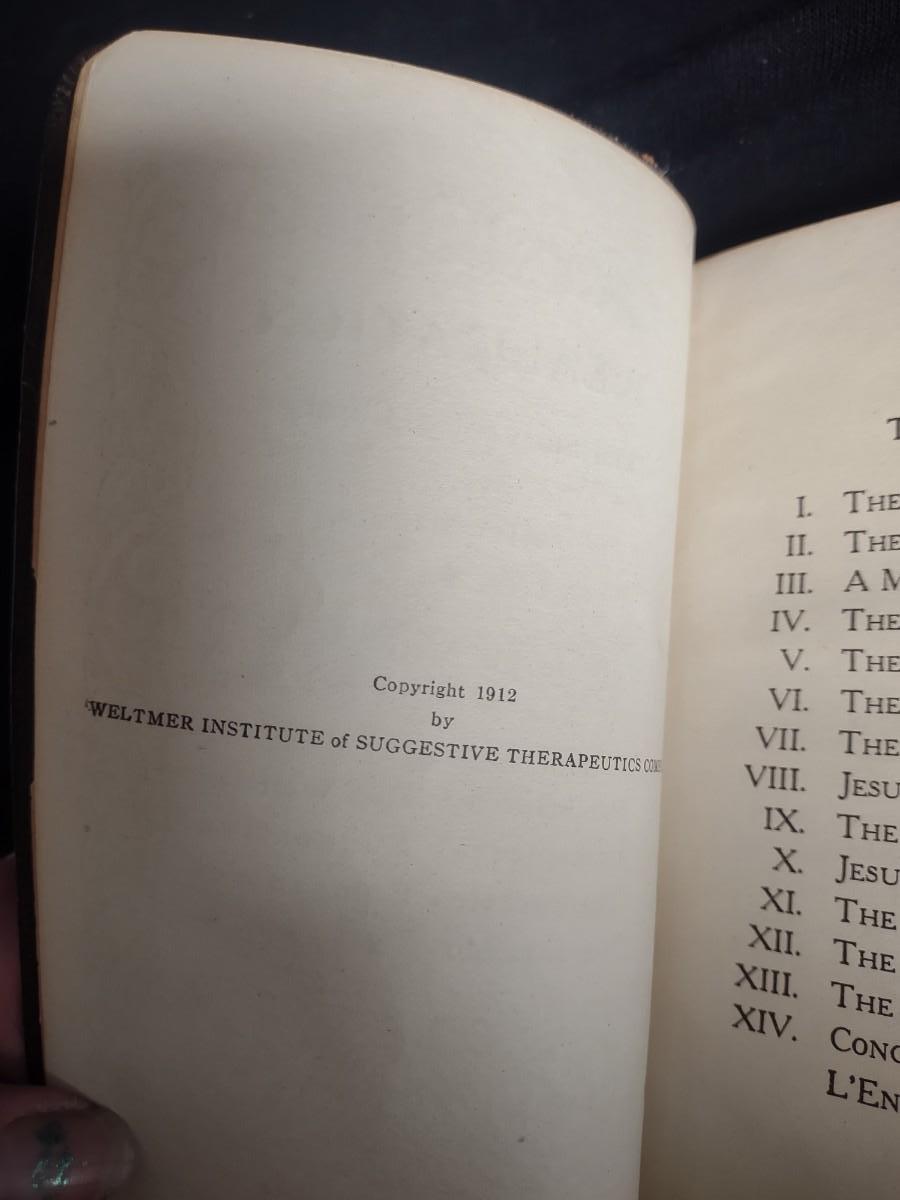 Copyright 1912
by
WELTMER INSTITUTE of SUGGESTIVE THERAPEUTICS COM
T
I. THE
II. THE
III. A M
IV. THE
V. THE
VI. THE
VII. THE
VIII. JESU
IX. THE
X. JESU
XI. THE
XII. THE
XIII. THE
XIV. CONC
L'EN